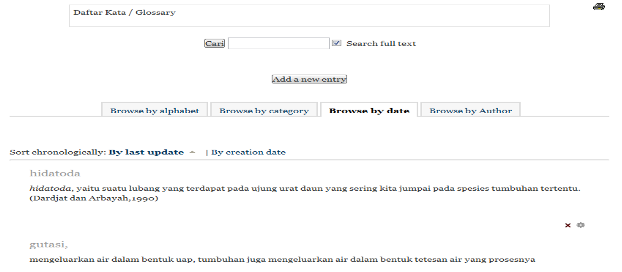 Daftar Kata / Glossary
Cari Search full text
Add a new entry
Browse by alphabet Browse by category Browse by date Browse by Author
Sort chronologically: By last update | By creation date
hidatoda
hidatoda, yaitu suatu lubang yang terdapat pada ujung urat daun yang sering kita jumpai pada spesies tumbuhan tertentu.
(Dardjat dan Arbayah,1990)
gutasi,
mengeluarkan air dalam bentuk uap, tumbuhan juga mengeluarkan air dalam bentuk tetesan air yang prosesnya